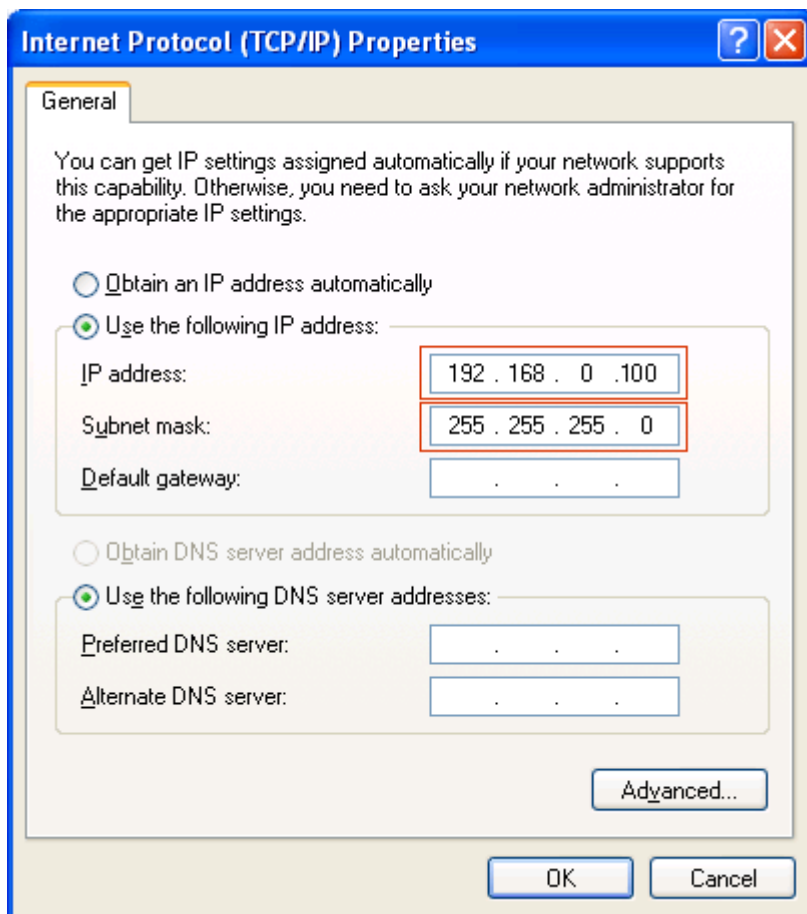 Internet Protocol (TCP/IP) Properties
General
You can get IP settings assigned automatically if your network supports
this capability. Otherwise, you need to ask your network administrator for
the appropriate IP settings.
Obtain an IP address automatically
Use the following IP address:
IP address: 192 . 168 . 0 .100
Subnet mask: 255 . 255 . 255 . 0
Default gateway: . . .
Obtain DNS server address automatically
Use the following DNS server addresses:
Preferred DNS server: . . .
Alternate DNS server: . . .
Advanced...
OK Cancel